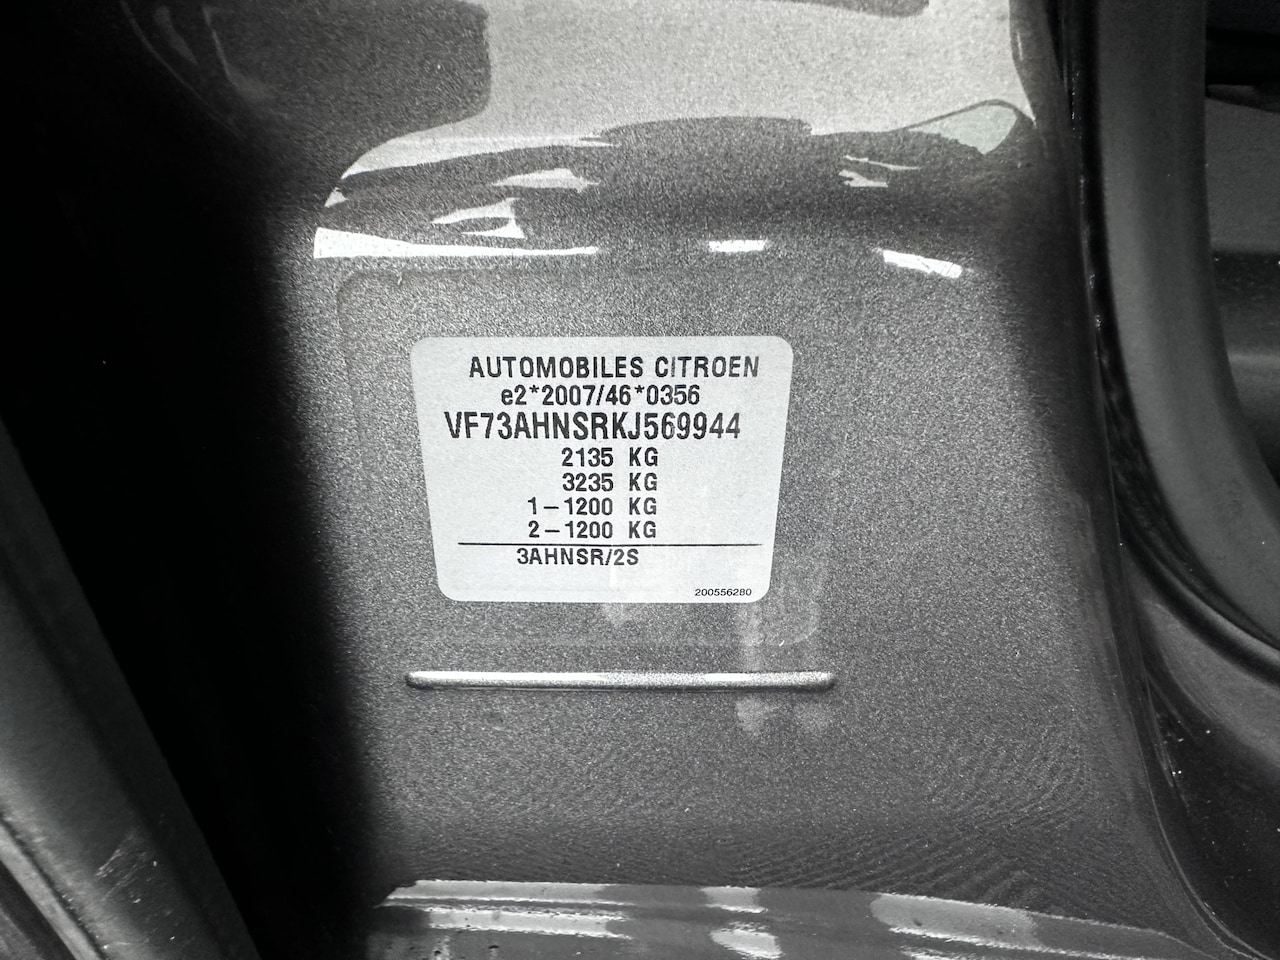 AUTOMOBILES CITROEN
e2*2007/46*0356
VF73AHNSRKJ569944
2135 KG
3235 KG
1-1200 KG
2-1200 KG
3AHNSR/2S
200556280